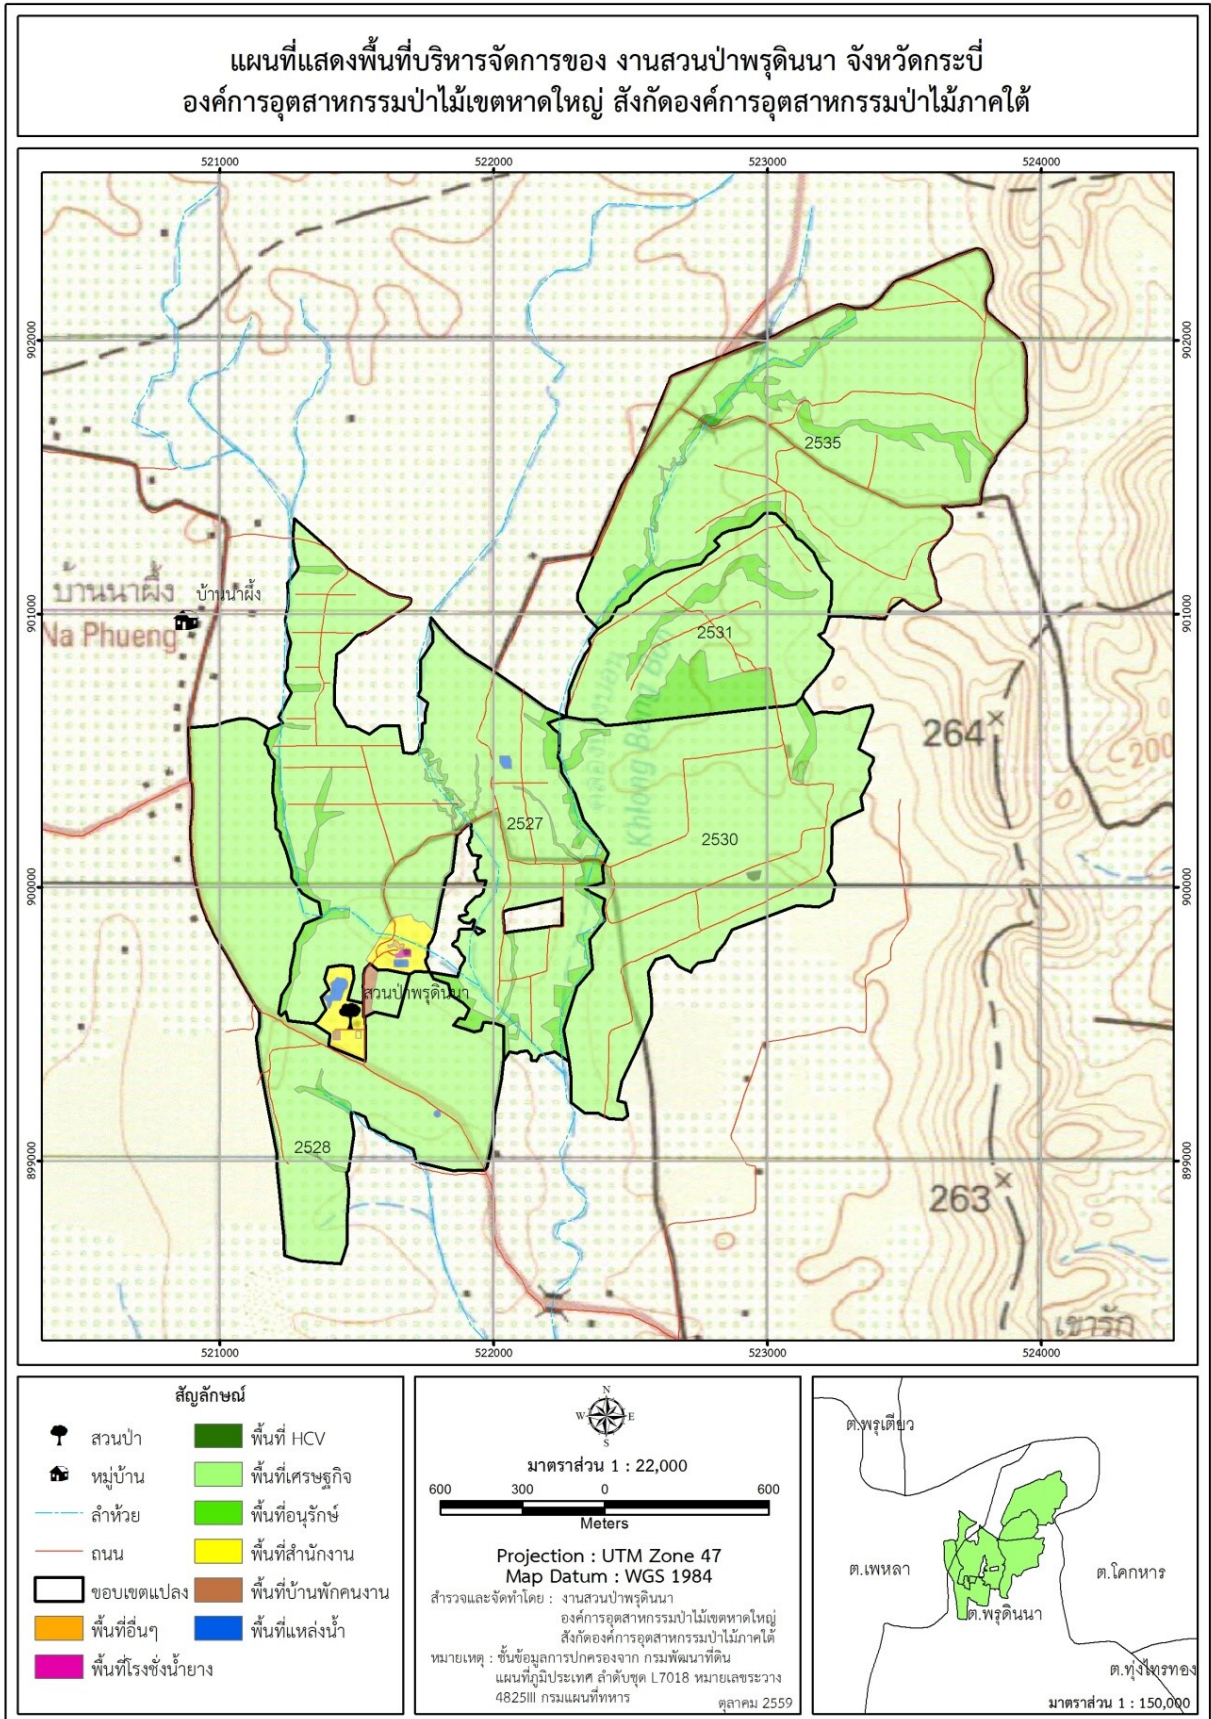 แผนที่แสดงพื้นที่บริหารจัดการของ งานสวนป่าพรุดินนา จังหวัดกระบี่
องค์การอุตสาหกรรมป่าไม้เขตหาดใหญ่ สังกัดองค์การอุตสาหกรรมป่าไม้ภาคใต้
521000 522000 523000 524000
902000 902000
2535
บ้านนาผึ้ง บ้านน้ำผึ้ง
901000 901000
Na Phueng
2531
คลองบางบอน
Khlong Bang Bon
264
200
2527
2530
900000 900000
สวนป่าพรุดินนา
2528
899000 899000
263
เขารัก
521000 522000 523000 524000
สัญลักษณ์
สวนป่า พื้นที่ HCV
หมู่บ้าน พื้นที่เศรษฐกิจ
ลำห้วย พื้นที่อนุรักษ์
ถนน พื้นที่สำนักงาน
ขอบเขตแปลง พื้นที่บ้านพักคนงาน
พื้นที่อื่นๆ พื้นที่แหล่งน้ำ
พื้นที่โรงชั่งน้ำยาง
N
W E
S
มาตราส่วน 1 : 22,000
600 300 0 600
Meters
Projection : UTM Zone 47
Map Datum : WGS 1984
สำรวจและจัดทำโดย : งานสวนป่าพรุดินนา
องค์การอุตสาหกรรมป่าไม้เขตหาดใหญ่
สังกัดองค์การอุตสาหกรรมป่าไม้ภาคใต้
หมายเหตุ : ชั้นข้อมูลการปกครองจาก กรมพัฒนาที่ดิน
แผนที่ภูมิประเทศ ลำดับชุด L7018 หมายเลขระวาง
4825III กรมแผนที่ทหาร
ตุลาคม 2559
ต.พรุเตียว
ต.เพหลา
ต.โคกหาร
ต.พรุดินนา
ต.ทุ่งไทรทอง
มาตราส่วน 1 : 150,000